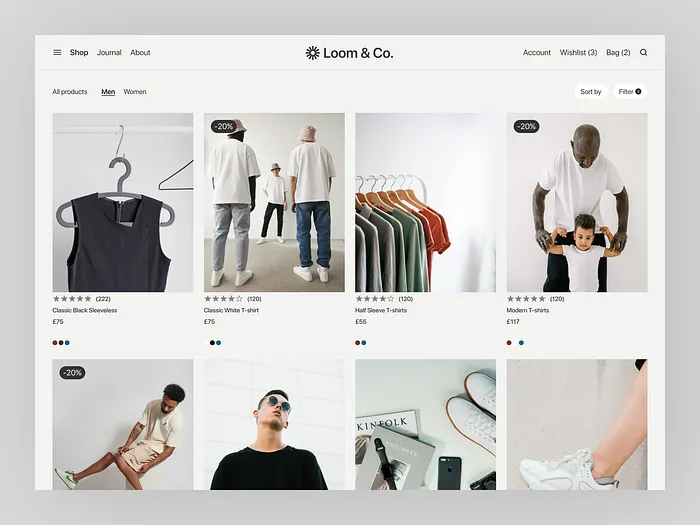 Shop Journal About
Loom & Co.
Account Wishlist (3) Bag (2)
All products Men Women
Sort by Filter
-20%
-20%
★★★★★ (222)
Classic Black Sleeveless
£75
★★★★☆ (120)
Classic White T-shirt
£75
★★★★☆ (120)
Half Sleeve T-shirts
£55
★★★★★ (120)
Modern T-shirts
£117
-20%
KINFOLK